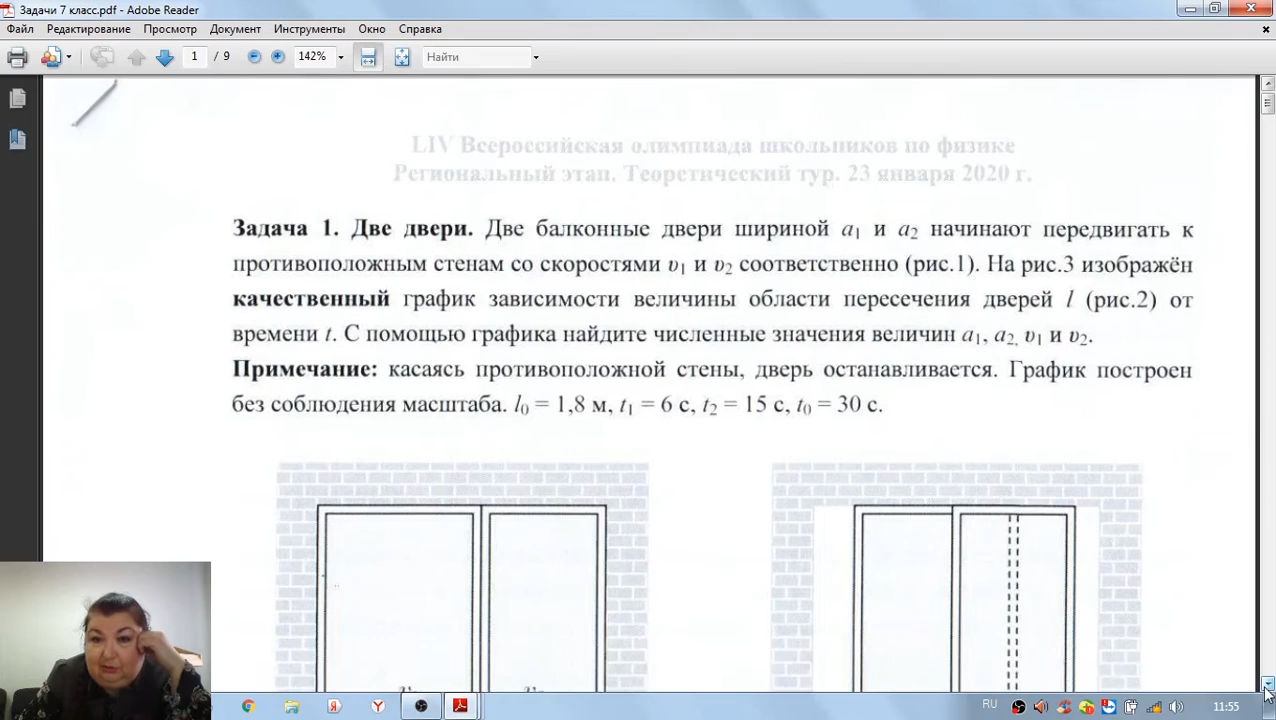 Задачи 7 класс.pdf - Adobe Reader
Файл Редактирование Просмотр Документ Инструменты Окно Справка
1 / 9 142% Найти
LIV Всероссийская олимпиада школьников по физике
Региональный этап. Теоретический тур. 23 января 2020 г.
Задача 1. Две двери. Две балконные двери шириной a₁ и a₂ начинают передвигать к
противоположным стенам со скоростями υ₁ и υ₂ соответственно (рис.1). На рис.3 изображён
качественный график зависимости величины области пересечения дверей l (рис.2) от
времени t. С помощью графика найдите численные значения величин a₁, a₂, υ₁ и υ₂.
Примечание: касаясь противоположной стены, дверь останавливается. График построен
без соблюдения масштаба. l₀ = 1,8 м, t₁ = 6 с, t₂ = 15 с, t₀ = 30 с.
RU 11:55